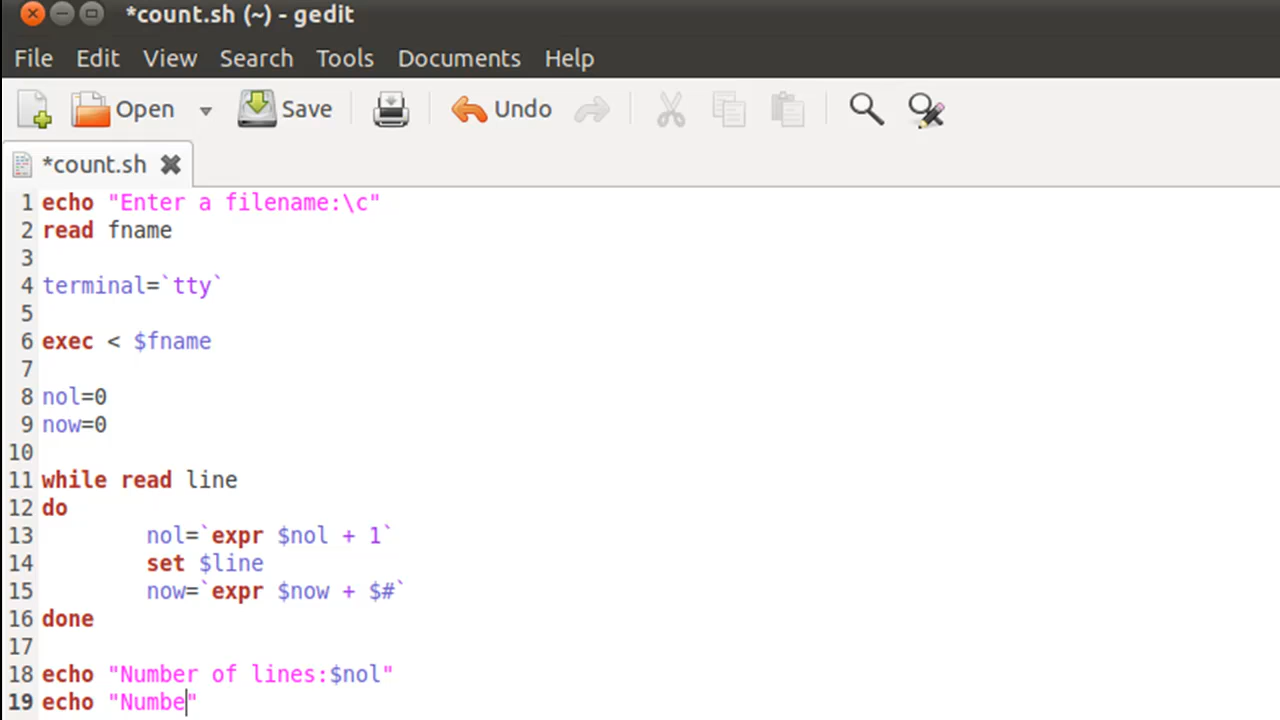 *count.sh (~) - gedit
File Edit View Search Tools Documents Help
Open Save Undo
*count.sh
1 echo "Enter a filename:\c"
2 read fname
3
4 terminal=`tty`
5
6 exec < $fname
7
8 nol=0
9 now=0
10
11 while read line
12 do
13 nol=`expr $nol + 1`
14 set $line
15 now=`expr $now + $#`
16 done
17
18 echo "Number of lines:$nol"
19 echo "Numbe"